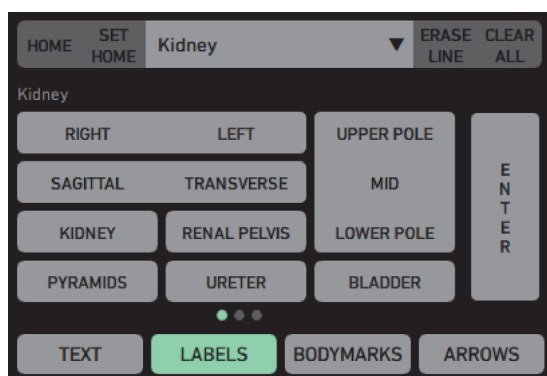 HOME SET HOME Kidney ▼ ERASE LINE CLEAR ALL
Kidney
RIGHT LEFT UPPER POLE
SAGITTAL TRANSVERSE MID
KIDNEY RENAL PELVIS LOWER POLE
ENTER
PYRAMIDS URETER BLADDER
TEXT LABELS BODYMARKS ARROWS